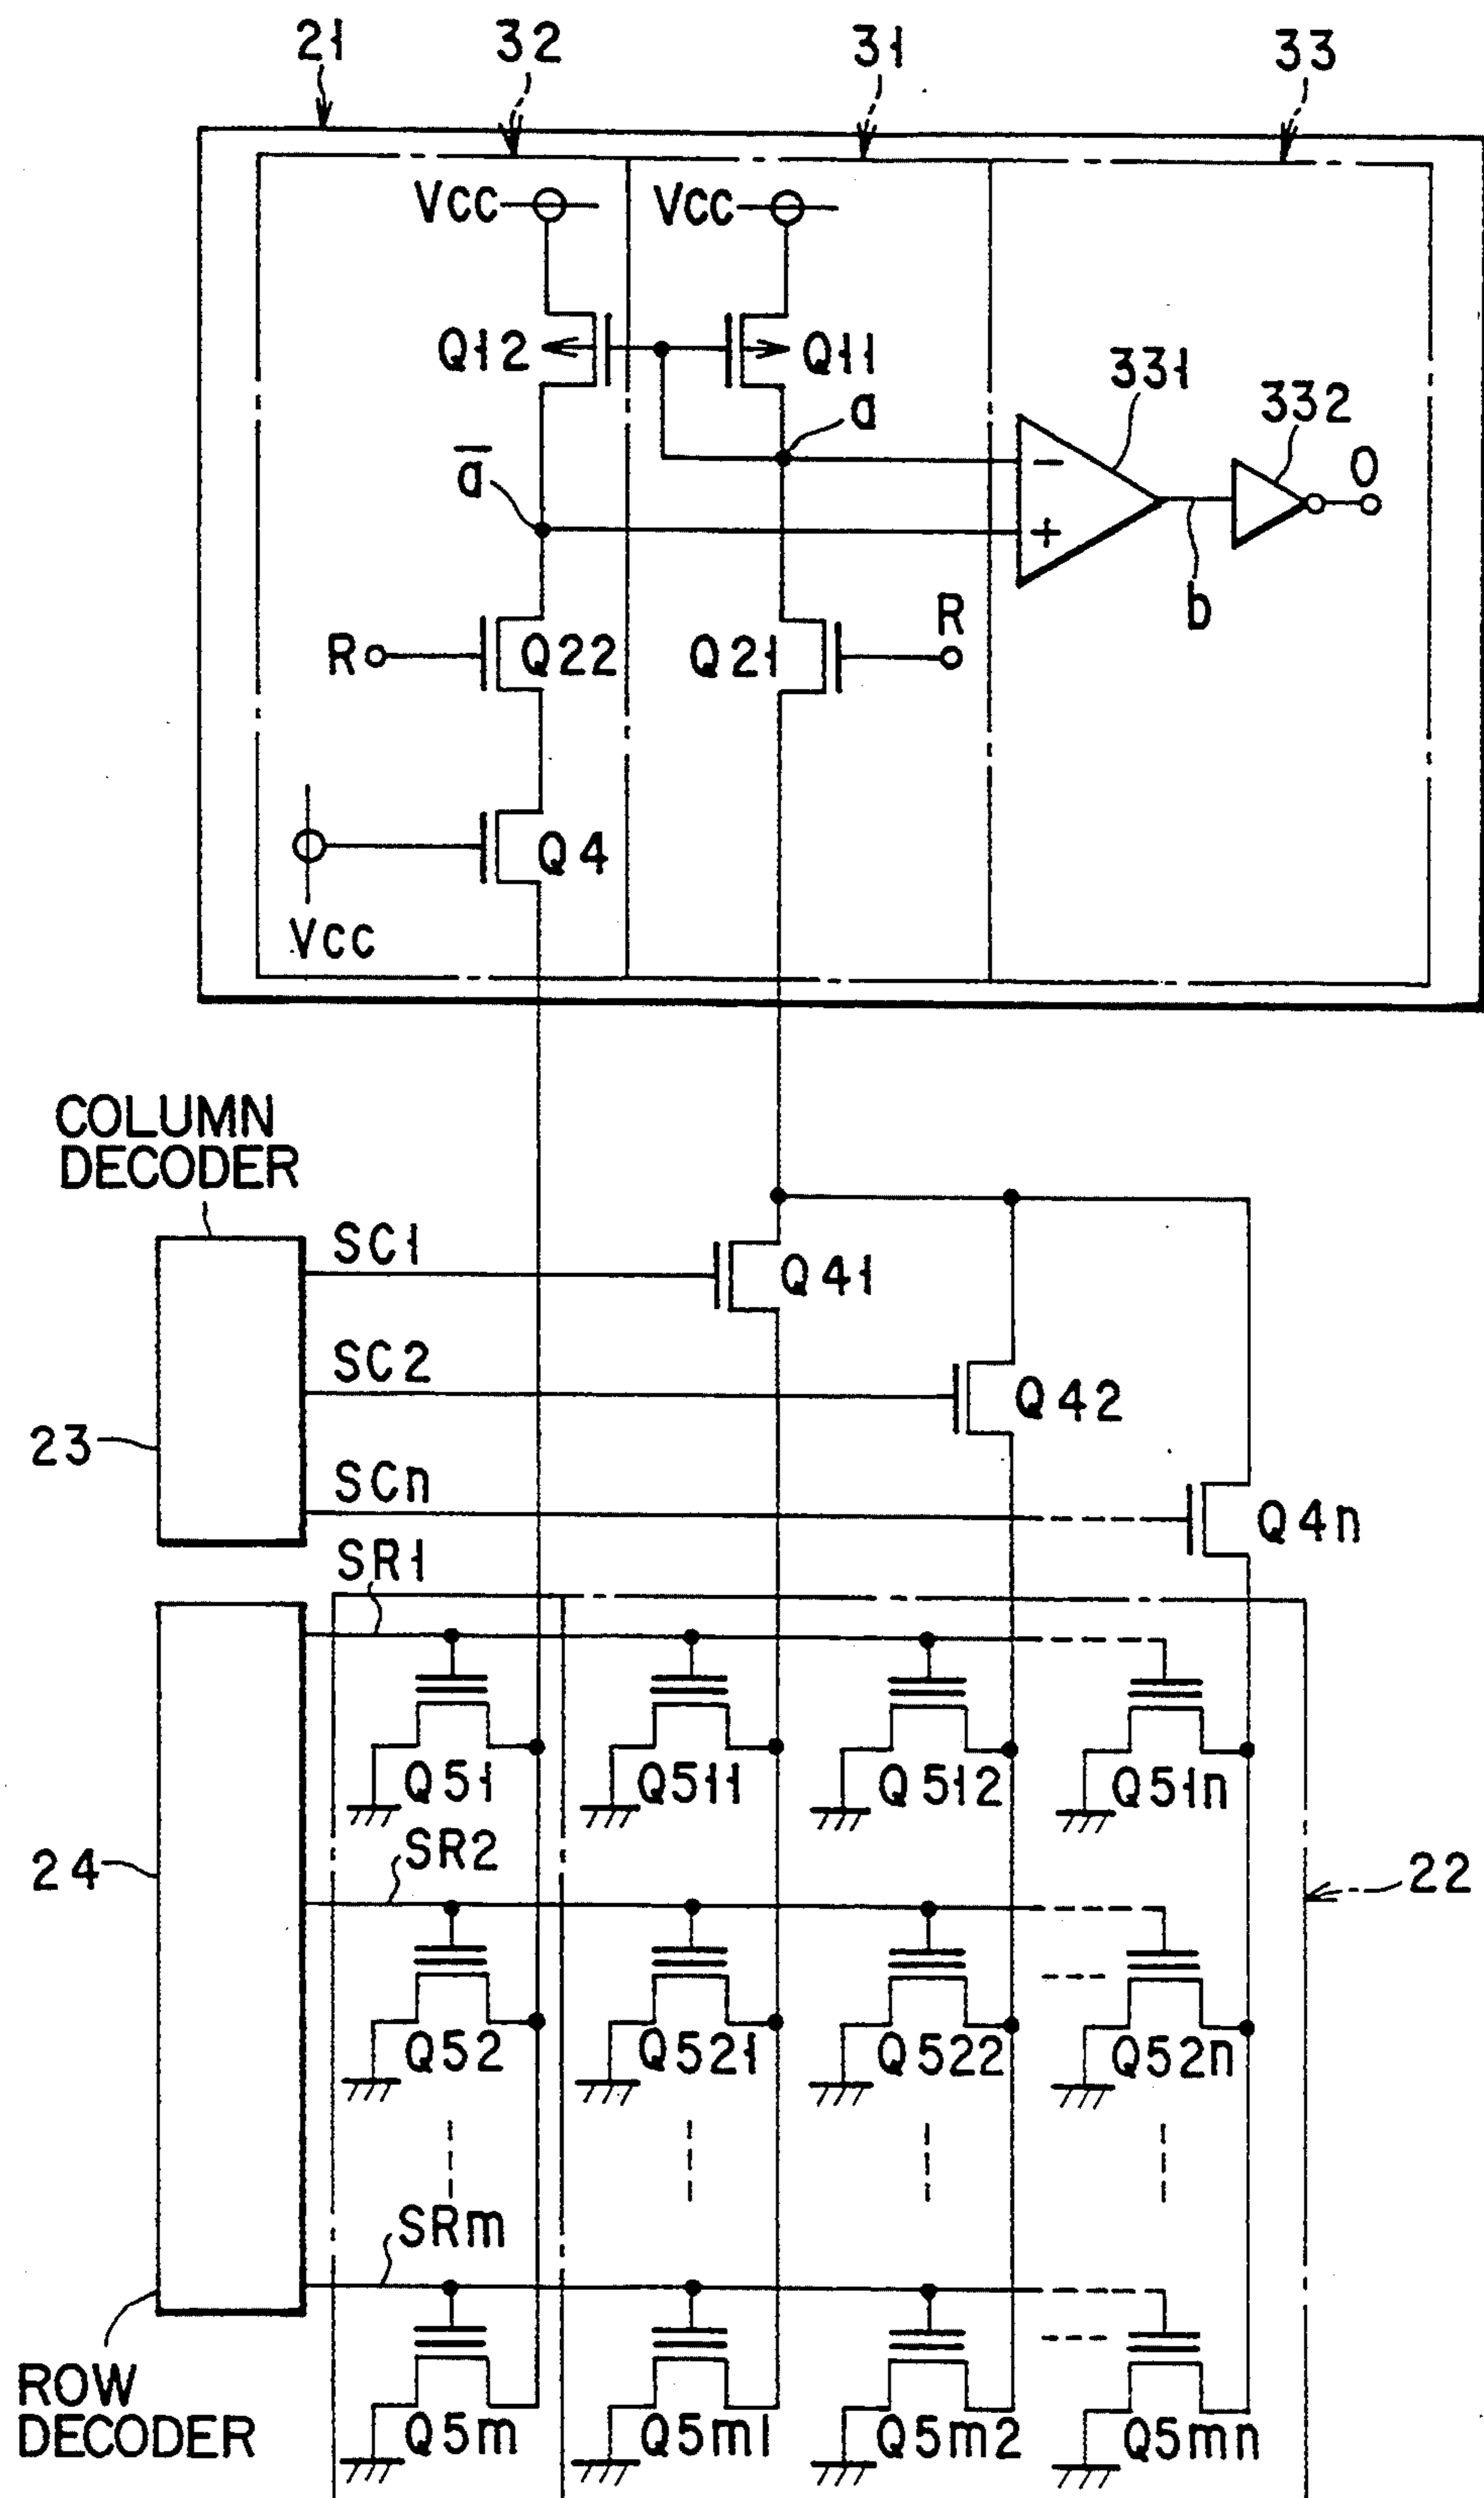 21 32 31 33
VCC VCC
Q12 Q11
331
332
a
a̅
O
b
R Q22 Q21 R
Q4
VCC
COLUMN
DECODER
SC1
Q41
SC2
Q42
23
SCn
Q4n
SR1
Q51 Q511 Q512 Q51n
24
SR2
22
Q52 Q521 Q522 Q52n
SRm
ROW
DECODER
Q5m Q5m1 Q5m2 Q5mn
- 
+